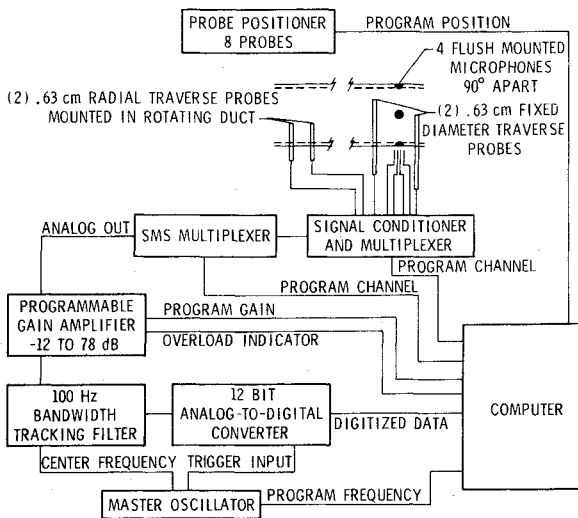 PROBE POSITIONER
8 PROBES
PROGRAM POSITION
4 FLUSH MOUNTED
MICROPHONES
90° APART
(2) .63 cm RADIAL TRAVERSE PROBES
MOUNTED IN ROTATING DUCT
(2) .63 cm FIXED
DIAMETER TRAVERSE
PROBES
ANALOG OUT
SMS MULTIPLEXER
SIGNAL CONDITIONER
AND MULTIPLEXER
PROGRAM CHANNEL
PROGRAM CHANNEL
PROGRAMMABLE
GAIN AMPLIFIER
-12 TO 78 dB
PROGRAM GAIN
OVERLOAD INDICATOR
100 Hz
BANDWIDTH
TRACKING FILTER
12 BIT
ANALOG-TO-DIGITAL
CONVERTER
DIGITIZED DATA
COMPUTER
CENTER FREQUENCY
TRIGGER INPUT
MASTER OSCILLATOR
PROGRAM FREQUENCY